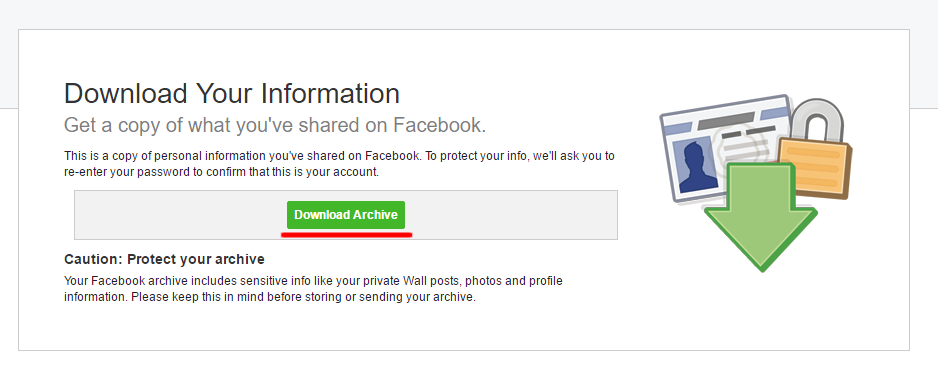 Download Your Information
Get a copy of what you've shared on Facebook.
This is a copy of personal information you've shared on Facebook. To protect your info, we'll ask you to
re-enter your password to confirm that this is your account.
Download Archive
Caution: Protect your archive
Your Facebook archive includes sensitive info like your private Wall posts, photos and profile
information. Please keep this in mind before storing or sending your archive.